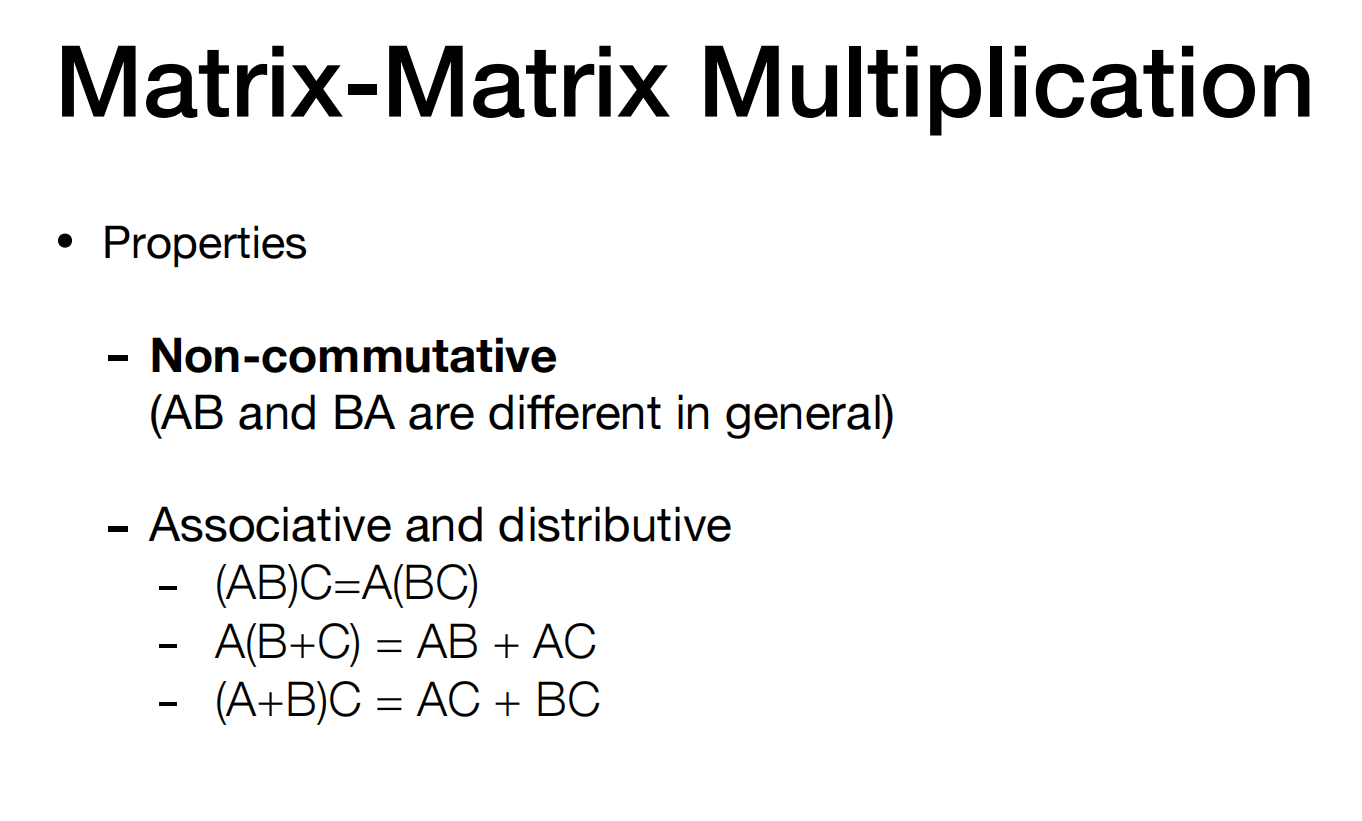 Matrix-Matrix Multiplication
• Properties
- Non-commutative
(AB and BA are different in general)
- Associative and distributive
- (AB)C=A(BC)
- A(B+C) = AB + AC
- (A+B)C = AC + BC